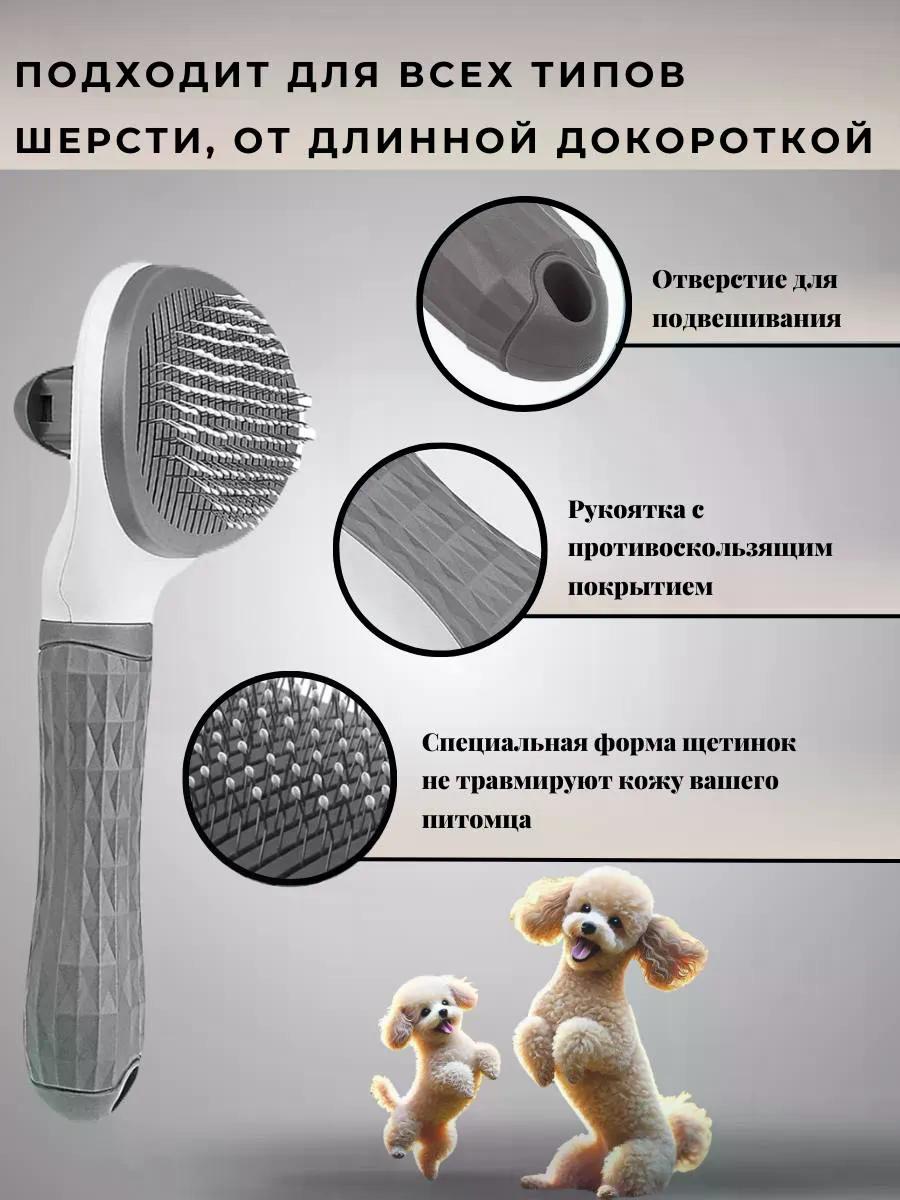 ПОДХОДИТ ДЛЯ ВСЕХ ТИПОВ
ШЕРСТИ, ОТ ДЛИННОЙ ДОКОРОТКОЙ
Отверстие для
подвешивания
Рукоятка с
противоскользящим
покрытием
Специальная форма щетинок
не травмируют кожу вашего
питомца